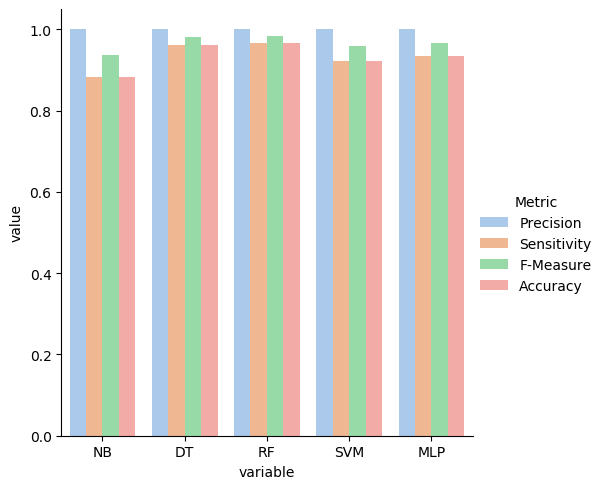 1.0
0.8
0.6
0.4
0.2
0.0
value
NB DT RF SVM MLP
variable
Metric
Precision
Sensitivity
F-Measure
Accuracy